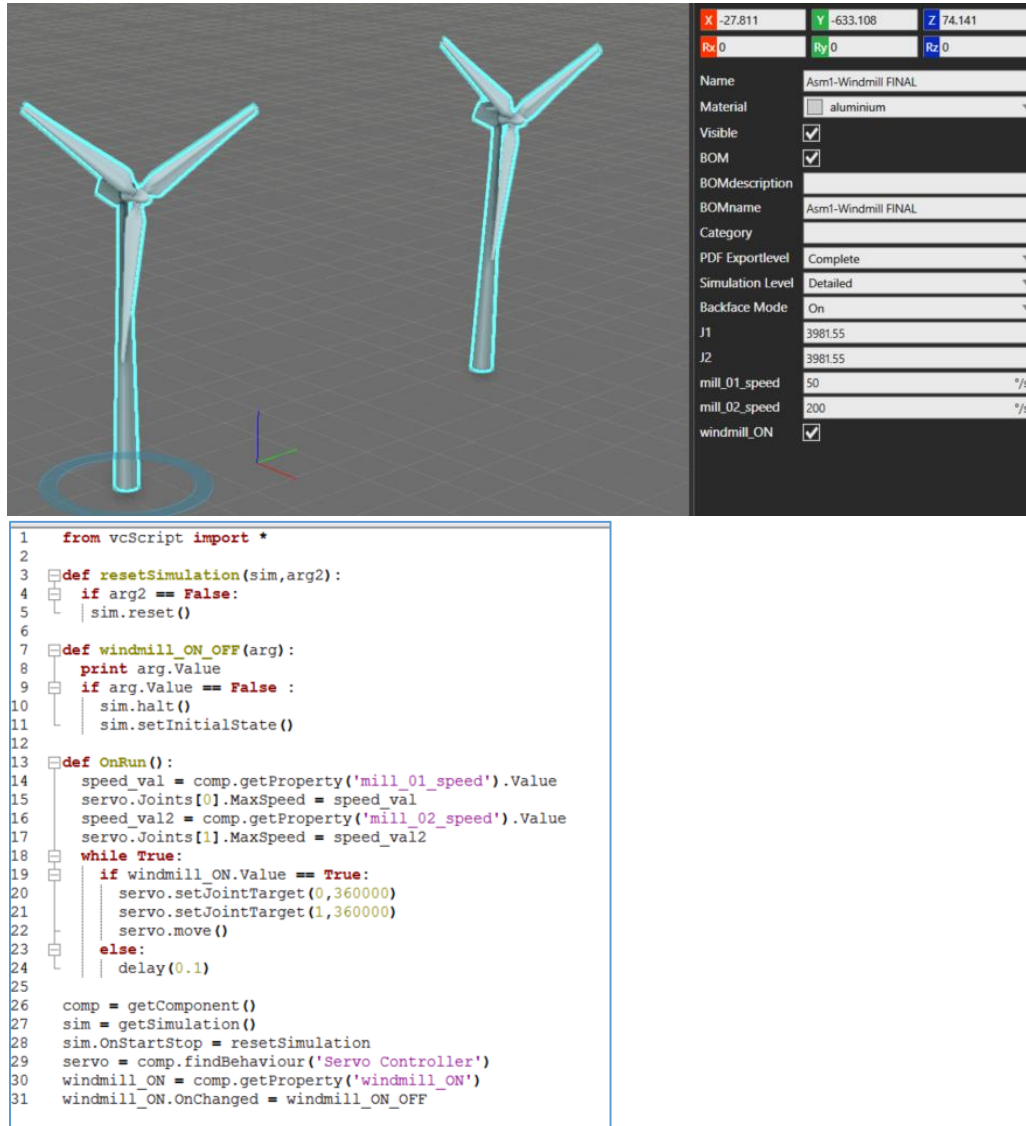 X -27.811 Y -633.108 Z 74.141
Rx 0 Ry 0 Rz 0
Name Asm1-Windmill FINAL
Material aluminium
Visible
BOM
BOMdescription
BOMname Asm1-Windmill FINAL
Category
PDF Exportlevel Complete
Simulation Level Detailed
Backface Mode On
J1 3981.55
J2 3981.55
mill_01_speed 50 °/s
mill_02_speed 200 °/s
windmill_ON
1 from vcScript import *
2
3 def resetSimulation(sim,arg2):
4 if arg2 == False:
5 sim.reset()
6
7 def windmill_ON_OFF(arg):
8 print arg.Value
9 if arg.Value == False :
10 sim.halt()
11 sim.setInitialState()
12
13 def OnRun():
14 speed_val = comp.getProperty('mill_01_speed').Value
15 servo.Joints[0].MaxSpeed = speed_val
16 speed_val2 = comp.getProperty('mill_02_speed').Value
17 servo.Joints[1].MaxSpeed = speed_val2
18 while True:
19 if windmill_ON.Value == True:
20 servo.setJointTarget(0,360000)
21 servo.setJointTarget(1,360000)
22 servo.move()
23 else:
24 delay(0.1)
25
26 comp = getComponent()
27 sim = getSimulation()
28 sim.OnStartStop = resetSimulation
29 servo = comp.findBehaviour('Servo Controller')
30 windmill_ON = comp.getProperty('windmill_ON')
31 windmill_ON.OnChanged = windmill_ON_OFF